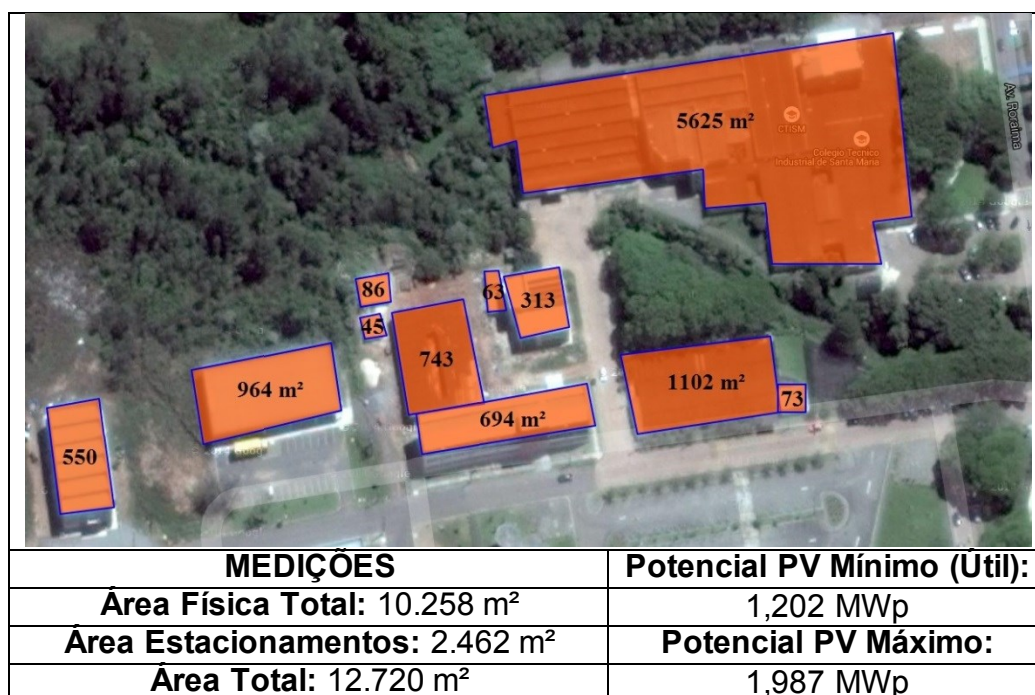 5625 m²
CTISM
Colégio Técnico
Industrial de Santa Maria
Av. Roraima
86
63
313
45
743
964 m²
1102 m²
73
694 m²
550
MEDIÇÕES
Potencial PV Mínimo (Útil):
Área Física Total: 10.258 m²
1,202 MWp
Área Estacionamentos: 2.462 m²
Potencial PV Máximo:
Área Total: 12.720 m²
1,987 MWp